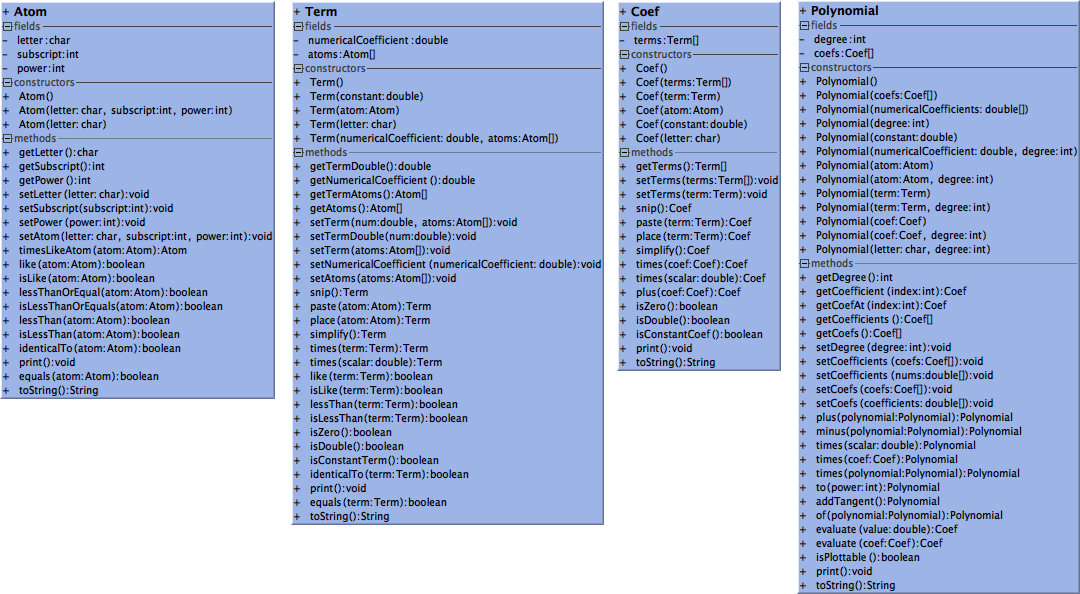 + Atom
fields
- letter:char
- subscript:int
- power:int
constructors
+ Atom()
+ Atom(letter: char, subscript:int, power:int)
+ Atom(letter:char)
methods
+ getLetter():char
+ getSubscript():int
+ getPower ():int
+ setLetter (letter: char):void
+ setSubscript(subscript:int):void
+ setPower (power:int):void
+ setAtom(letter: char, subscript:int, power:int):void
+ timesLikeAtom(atom:Atom):Atom
+ like(atom:Atom):boolean
+ isLike(atom:Atom):boolean
+ lessThanOrEqual(atom:Atom):boolean
+ isLessThanOrEquals(atom:Atom):boolean
+ lessThan(atom:Atom):boolean
+ isLessThan(atom:Atom):boolean
+ identicalTo(atom:Atom):boolean
+ print():void
+ equals(atom:Atom):boolean
+ toString():String
+ Term
fields
- numericalCoefficient :double
- atoms:Atom[]
constructors
+ Term()
+ Term(constant:double)
+ Term(atom:Atom)
+ Term(letter: char)
+ Term(numericalCoefficient: double, atoms:Atom[])
methods
+ getTermDouble():double
+ getNumericalCoefficient ():double
+ getTermAtoms():Atom[]
+ getAtoms():Atom[]
+ setTerm(num:double, atoms:Atom[]):void
+ setTermDouble(num:double):void
+ setTerm(atoms:Atom[]):void
+ setNumericalCoefficient (numericalCoefficient: double):void
+ setAtoms(atoms:Atom[]):void
+ snip():Term
+ paste(atom:Atom):Term
+ place(atom:Atom):Term
+ simplify():Term
+ times(term:Term):Term
+ times(scalar:double):Term
+ like(term:Term):boolean
+ isLike(term:Term):boolean
+ lessThan(term:Term):boolean
+ isLessThan(term:Term):boolean
+ isZero():boolean
+ isDouble():boolean
+ isConstantTerm():boolean
+ identicalTo(term:Term):boolean
+ print():void
+ equals(term:Term):boolean
+ toString():String
+ Coef
fields
- terms:Term[]
constructors
+ Coef()
+ Coef(terms:Term[])
+ Coef(term:Term)
+ Coef(atom:Atom)
+ Coef(constant:double)
+ Coef(letter: char)
methods
+ getTerms():Term[]
+ setTerms(terms:Term[]):void
+ setTerms(term:Term):void
+ snip():Coef
+ paste(term:Term):Coef
+ place(term:Term):Coef
+ simplify():Coef
+ times(coef:Coef):Coef
+ times(scalar:double):Coef
+ plus(coef:Coef):Coef
+ isZero():boolean
+ isDouble():boolean
+ isConstantCoef():boolean
+ print():void
+ toString():String
+ Polynomial
fields
- degree:int
- coefs:Coef[]
constructors
+ Polynomial()
+ Polynomial(coefs:Coef[])
+ Polynomial(numericalCoefficients: double[])
+ Polynomial(degree:int)
+ Polynomial(constant:double)
+ Polynomial(numericalCoefficient: double, degree:int)
+ Polynomial(atom:Atom)
+ Polynomial(atom:Atom, degree:int)
+ Polynomial(term:Term)
+ Polynomial(term:Term, degree:int)
+ Polynomial(coef:Coef)
+ Polynomial(coef:Coef, degree:int)
+ Polynomial(letter: char, degree:int)
methods
+ getDegree():int
+ getCoefficient (index:int):Coef
+ getCoefAt (index:int):Coef
+ getCoefficients ():Coef[]
+ getCoefs ():Coef[]
+ setDegree (degree:int):void
+ setCoefficients (coefs:Coef[]):void
+ setCoefficients (nums:double[]):void
+ setCoefs (coefs:Coef[]):void
+ setCoefs (coefficients: double[]):void
+ plus(polynomial:Polynomial):Polynomial
+ minus(polynomial:Polynomial):Polynomial
+ times(scalar:double):Polynomial
+ times(coef:Coef):Polynomial
+ times(polynomial:Polynomial):Polynomial
+ to(power:int):Polynomial
+ addTangent():Polynomial
+ of(polynomial:Polynomial):Polynomial
+ evaluate (value:double):Coef
+ evaluate (coef:Coef):Coef
+ isPlottable ():boolean
+ print():void
+ toString():String